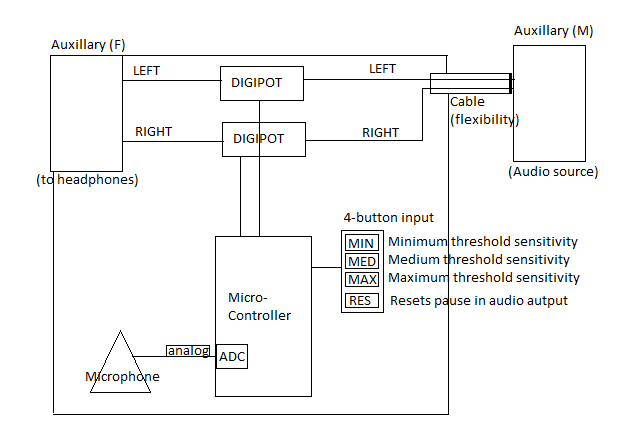 Auxillary (M)
Auxillary (F)
LEFT
LEFT
DIGIPOT
Cable
(flexibility)
RIGHT
DIGIPOT
RIGHT
(to headphones)
(Audio source)
4-button input
MIN Minimum threshold sensitivity
MED Medium threshold sensitivity
MAX Maximum threshold sensitivity
RES Resets pause in audio autput
Micro-
Controller
analog
ADC
Microphone